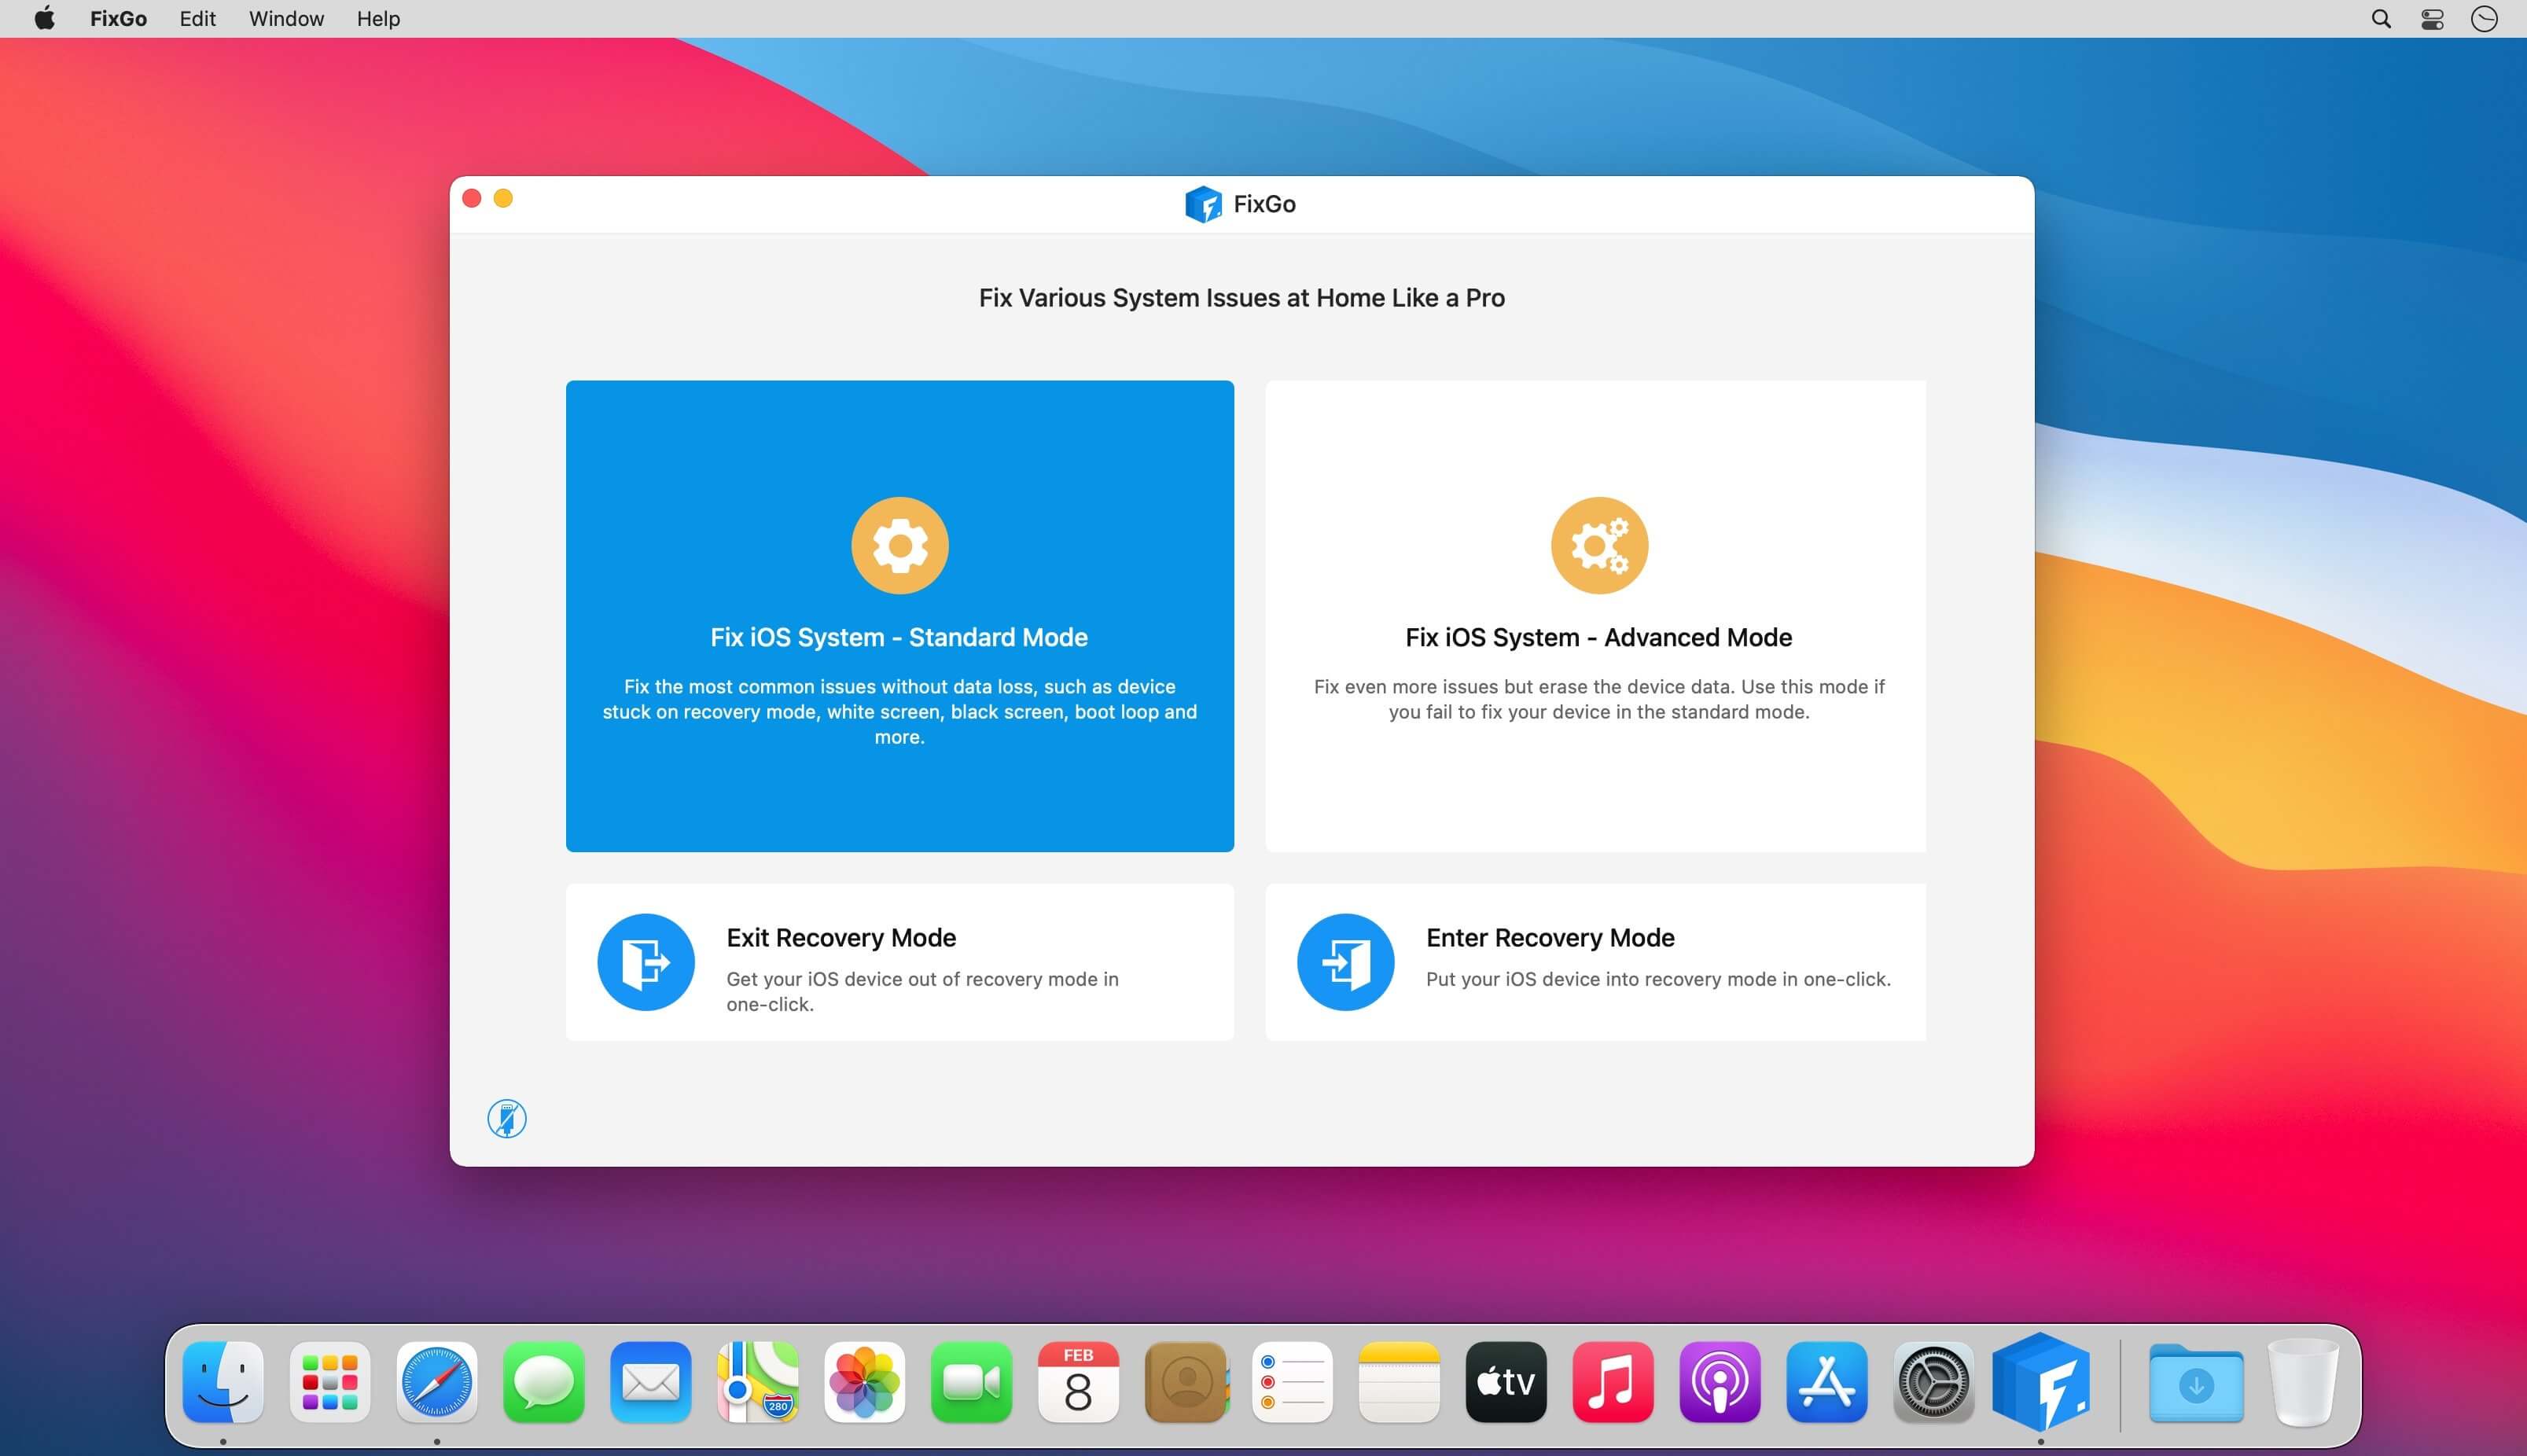 FixGo Edit Window Help
FixGo
Fix Various System Issues at Home Like a Pro
Fix iOS System - Standard Mode
Fix the most common issues without data loss, such as device
stuck on recovery mode, white screen, black screen, boot loop and
more.
Fix iOS System - Advanced Mode
Fix even more issues but erase the device data. Use this mode if
you fail to fix your device in the standard mode.
Exit Recovery Mode
Get your iOS device out of recovery mode in
one-click.
Enter Recovery Mode
Put your iOS device into recovery mode in one-click.
280
FEB
8
tv